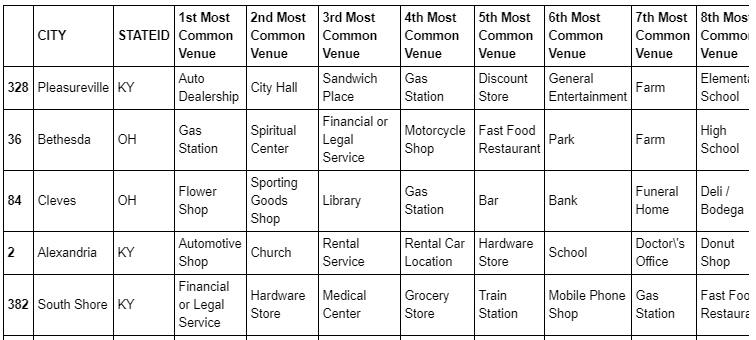 CITY STATEID 1st Most Common Venue 2nd Most Common Venue 3rd Most Common Venue 4th Most Common Venue 5th Most Common Venue 6th Most Common Venue 7th Most Common Venue 8th Most Venue
328 Pleasureville KY Auto Dealership City Hall Sandwich Place Gas Station Discount Store General Entertainment Farm School
36 Bethesda OH Gas Station Spiritual Center Financial or Legal Service Motorcycle Shop Fast Food Restaurant Park Farm High School
84 Cleves OH Flower Shop Sporting Goods Shop Library Gas Station Bar Bank Funeral Home Deli / Bodega
2 Alexandria KY Automotive Shop Church Rental Service Rental Car Location Hardware Store School Doctor\'s Office Donut Shop
382 South Shore KY Financial or Legal Service Hardware Store Medical Center Grocery Store Train Station Mobile Phone Shop Gas Station Fast